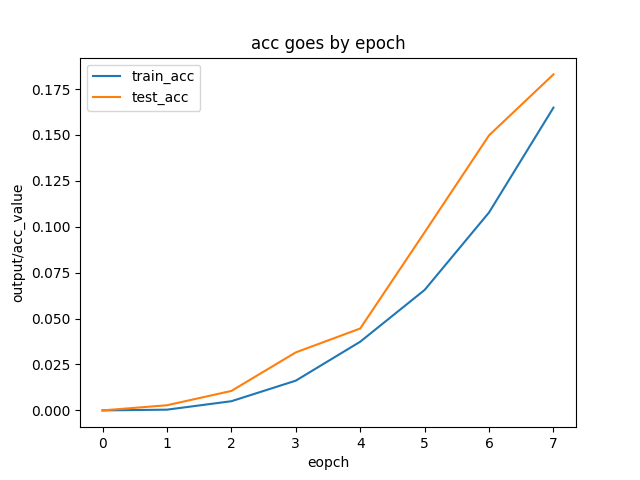 acc goes by epoch
train_acc
test_acc
output/acc_value
0.175
0.150
0.125
0.100
0.075
0.050
0.025
0.000
0 1 2 3 4 5 6 7
eopch